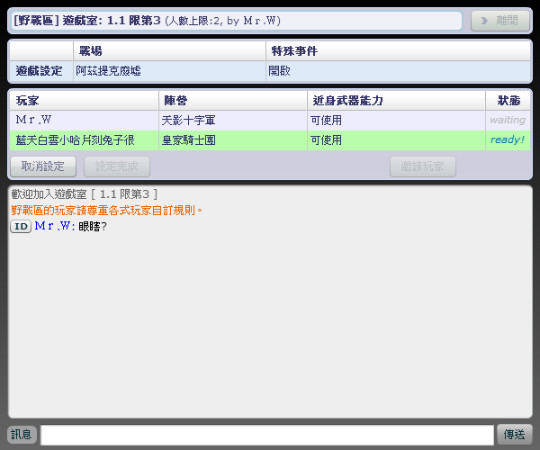 [野戰區] 遊戲室: 1.1 限第3 (人數上限:2, by M r .W)
離開
戰場 特殊事件
遊戲設定 阿茲提克廢墟 開啟
玩家 陣營 近身武器能力 狀態
M r .W 天影十字軍 可使用 waiting
藍天白雲小哈片刻兔子很 皇家騎士團 可使用 ready!
取消設定 設定完成 邀請玩家
歡迎加入遊戲室 [ 1.1 限第3 ]
野戰區的玩家請尊重各式玩家自訂規則。
ID M r .W: 眼瞎?
訊息 傳送